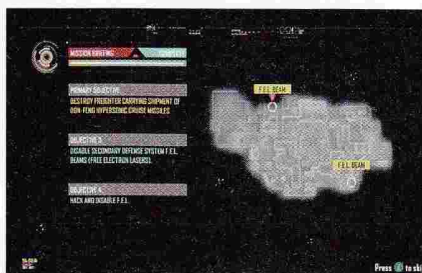 MISSION BRIEFING
COMPLETE
PRIMARY OBJECTIVE
DESTROY FREIGHTER CARRYING SHIPMENT OF
DON-FENG HYPERSONIC CRUISE MISSILES
OBJECTIVE 3
DISABLE SECONDARY DEFENSE SYSTEM F.E.L.
BEAMS (FREE ELECTRON LASERS).
OBJECTIVE 4
HACK AND DISABLE F.E.L.
F.E.L. BEAM
F.E.L. BEAM
Press to ski